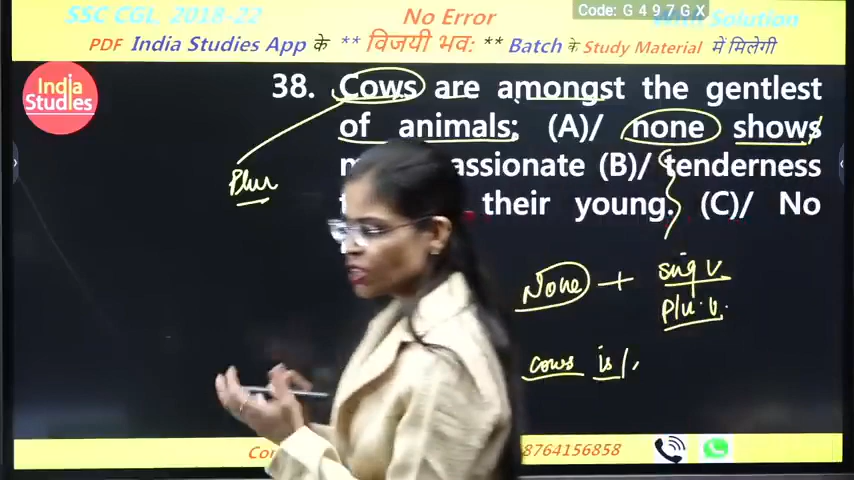 SSC CGL 2018-22
No Error
Code: G 4 9 7 G X
With Solution
PDF India Studies App के ** विजयी भव: ** Batch के Study Material में मिलेगी
India
Studies
38. Cows are amongst the gentlest
of animals; (A)/ none shows
assionate (B)/ tenderness
their young. (C)/ No
Plur
None + sing v.
plu. v.
cows is/
8764156858